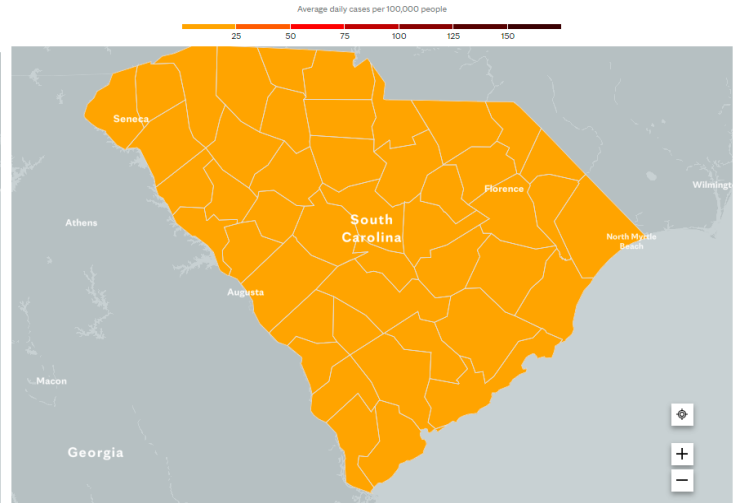 Average daily cases per 100,000 people
25 50 75 100 125 150
Seneca
Florence
Wilmingt
South
Carolina
Athens
North Myrtle
Beach
Augusta
Macon
Georgia
+
−